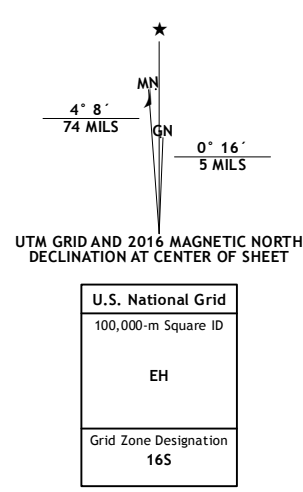 ★
MN
4° 8´
74 MILS
GN
0° 16´
5 MILS
UTM GRID AND 2016 MAGNETIC NORTH
DECLINATION AT CENTER OF SHEET
U.S. National Grid
100,000-m Square ID
EH
Grid Zone Designation
16S